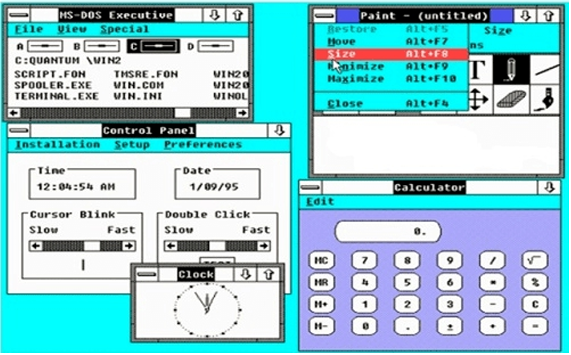 MS-DOS Executive
File View Special
A B C D
C:QUANTUM \WIN2
SCRIPT.FON TMSRE.FON WIN20
SPOOLER.EXE WIN.COM WIN20
TERMINAL.EXE WIN.INI WINOL
Paint - (untitled)
Restore Alt+F5
Move Alt+F7
Size Alt+F8
Minimize Alt+F9
Maximize Alt+F10
Close Alt+F4
Size
ns
T
Control Panel
Installation Setup Preferences
Time
12:04:54 AM
Date
1/09/95
Cursor Blink
Slow Fast
Double Click
Slow Fast
Clock
Calculator
Edit
0.
MC 7 8 9 / √
MR 4 5 6 * %
M+ 1 2 3 - C
M- 0 . ± + =